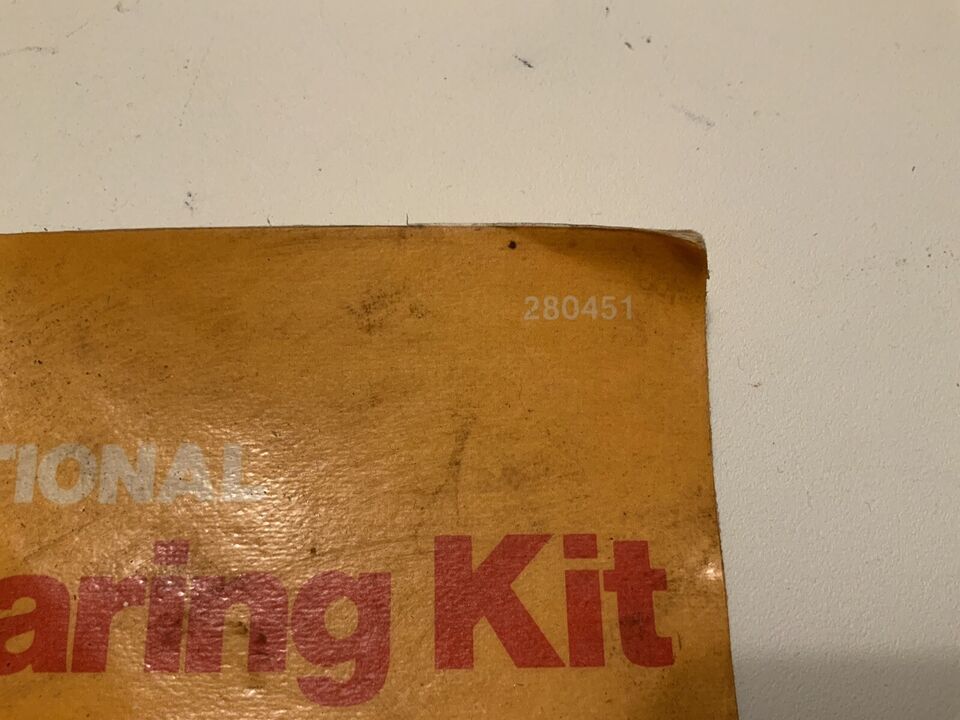 280451
TIONAL
aring Kit